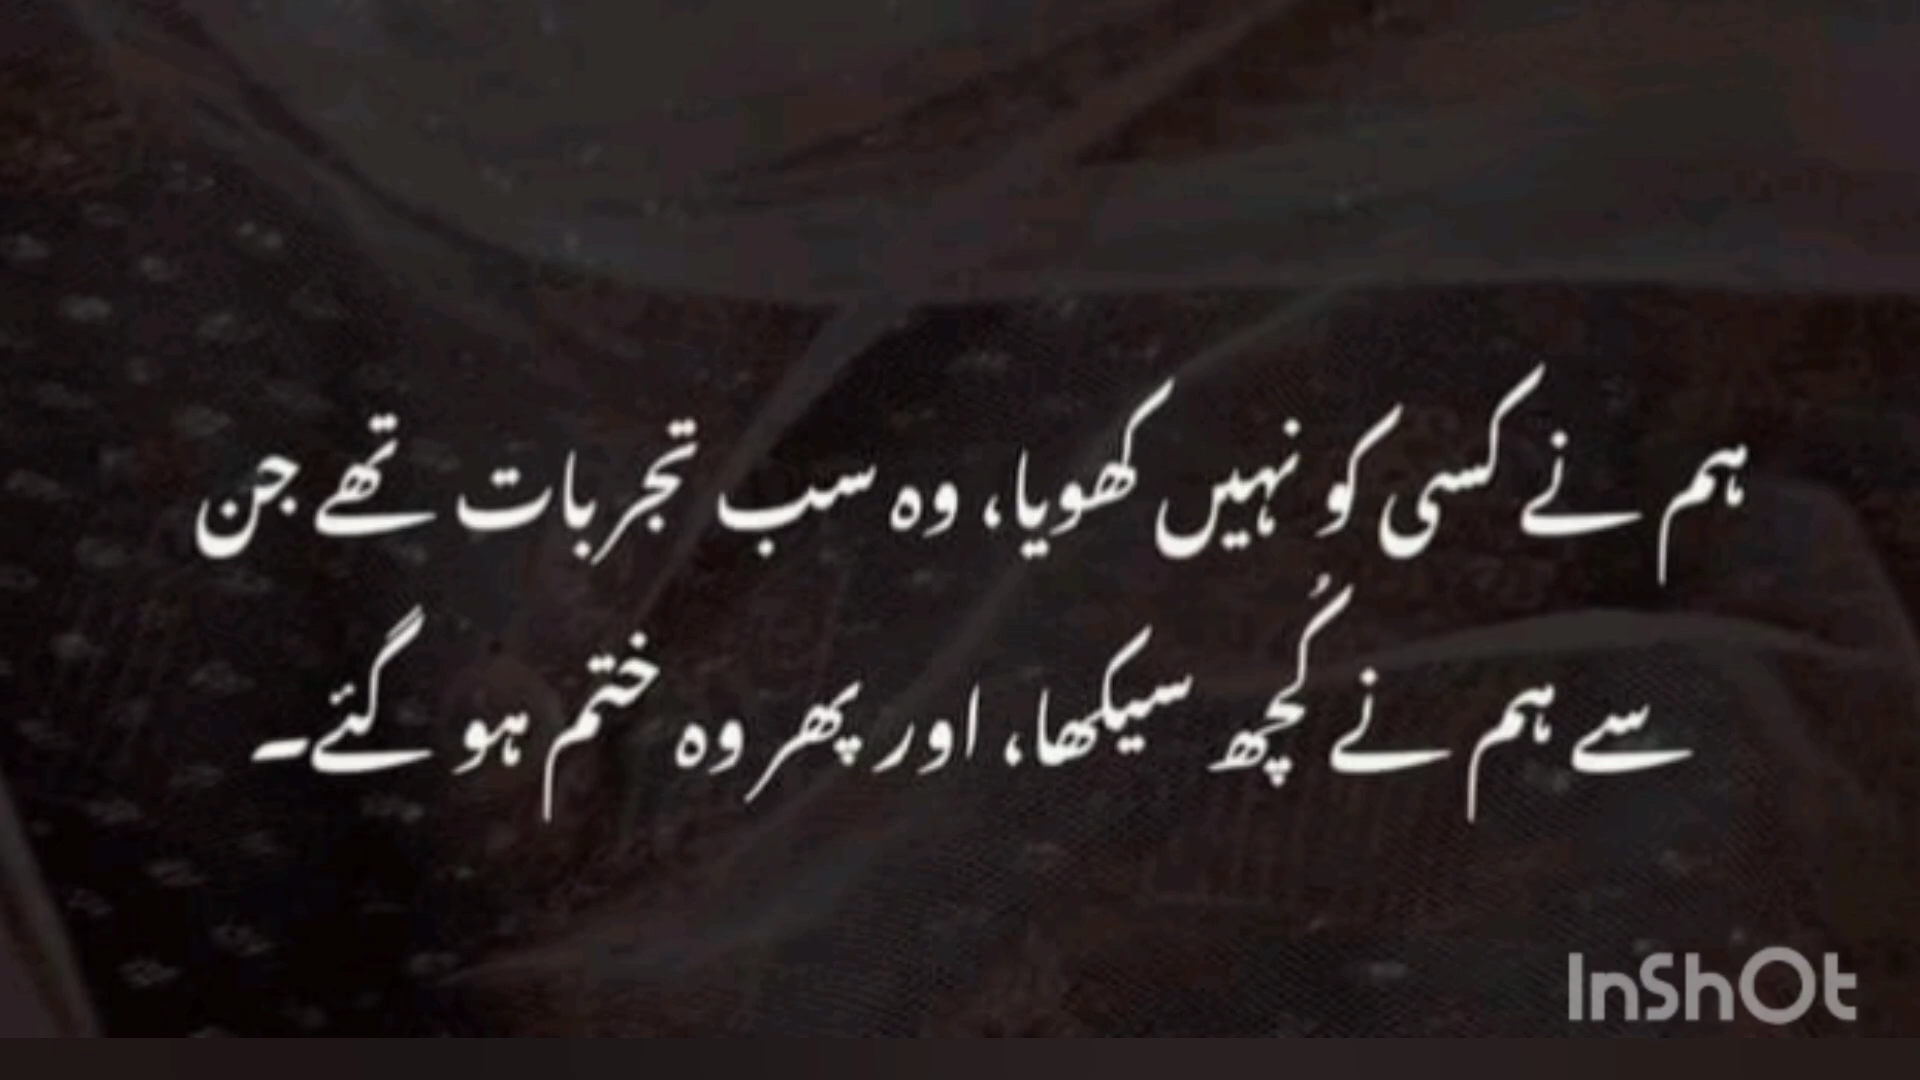 ہم نے کسی کو نہیں کھویا، وہ سب تجربات تھے جن
سے ہم نے کُچھ سیکھا، اور پھر وہ ختم ہو گئے۔
InShOt